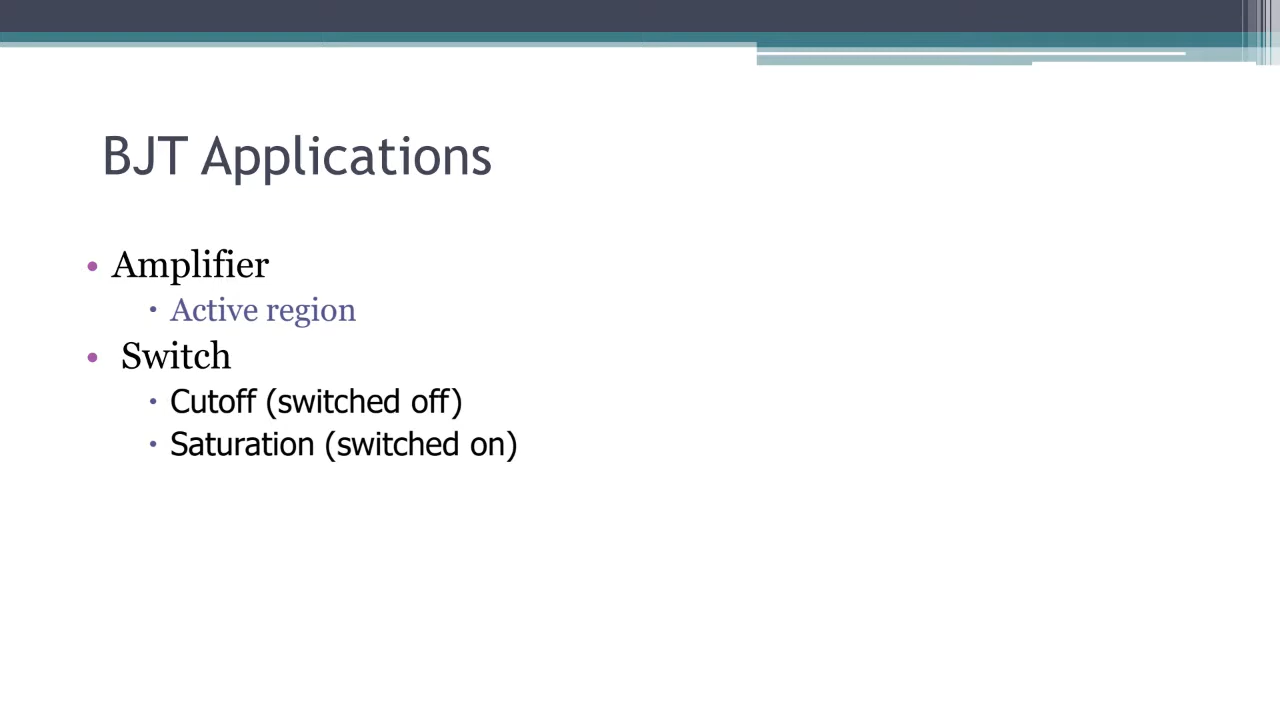 BJT Applications
• Amplifier
▪ Active region
• Switch
▪ Cutoff (switched off)
▪ Saturation (switched on)